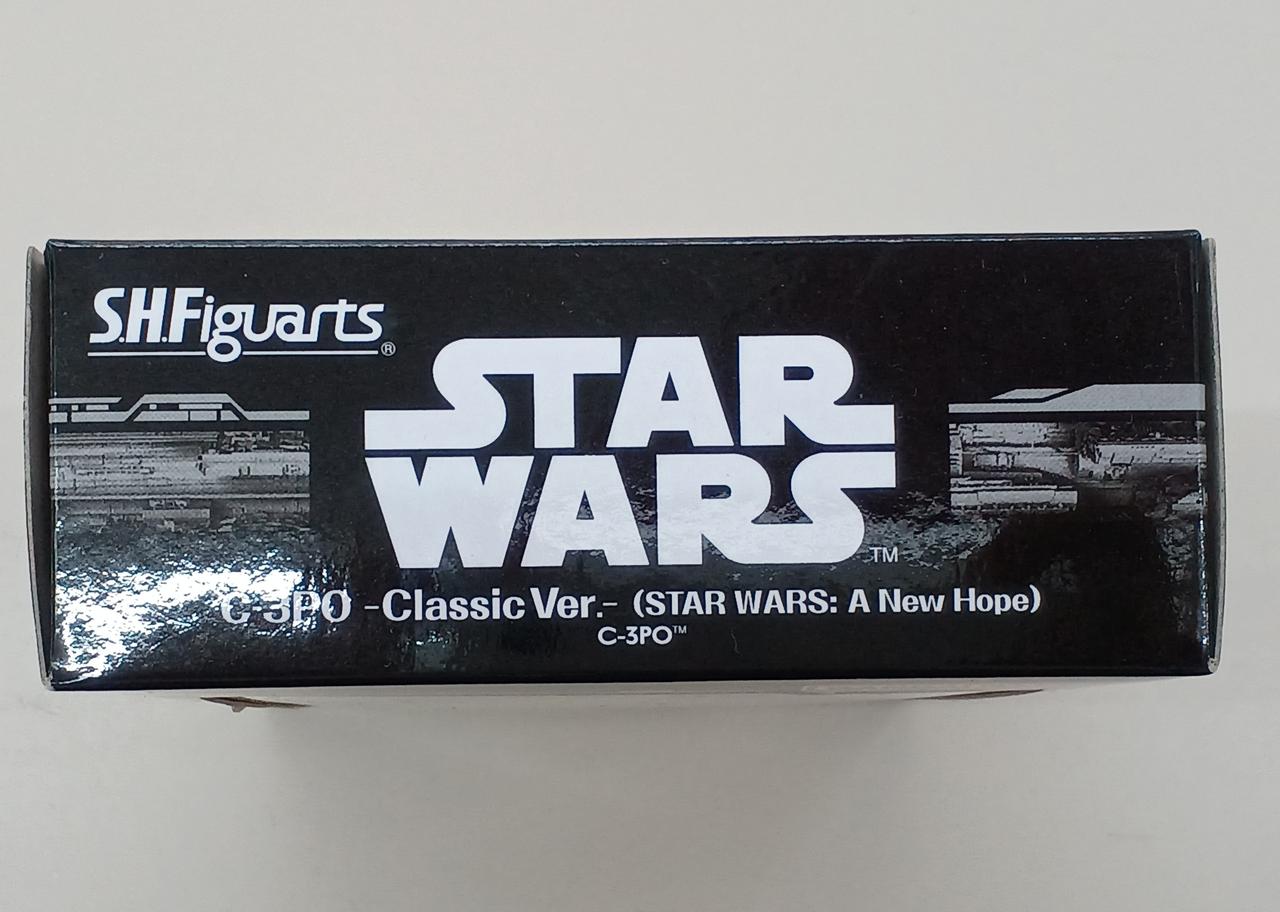 S.H.Figuarts®
STAR
WARS™
C-3PO -Classic Ver.- (STAR WARS: A New Hope)
C-3PO™